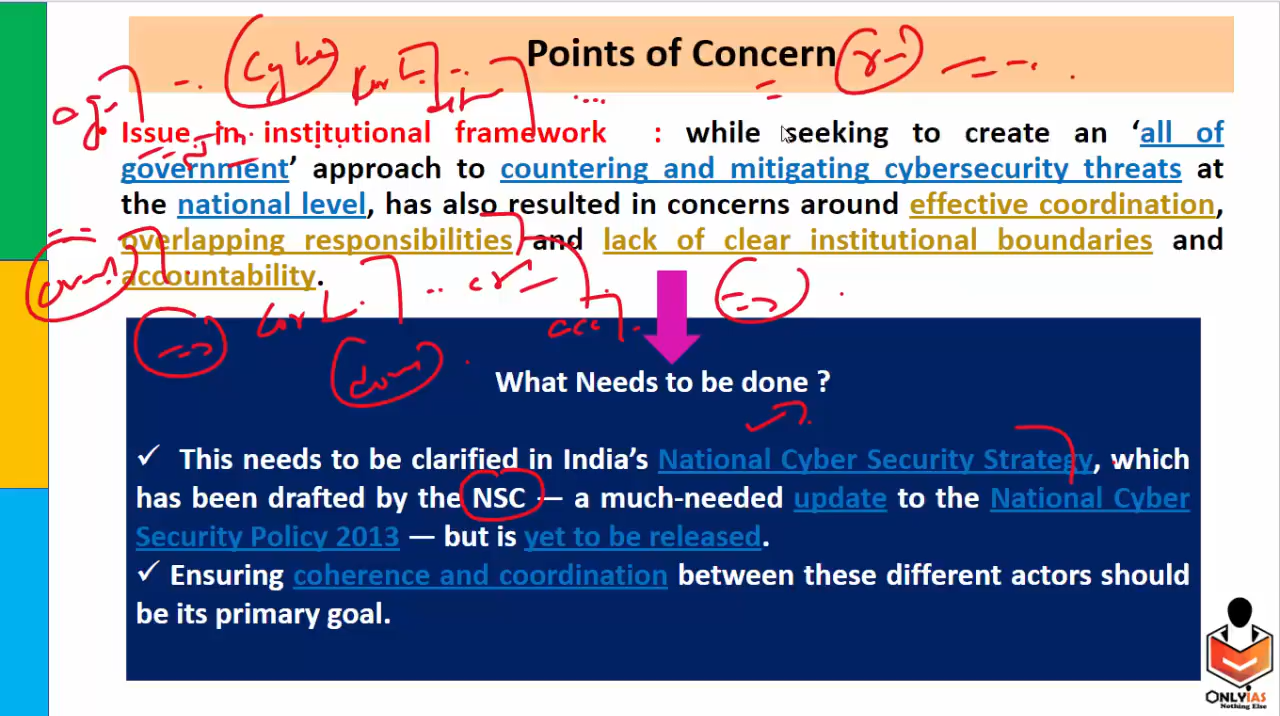 Points of Concern
• Issue in institutional framework : while seeking to create an ‘all of
government’ approach to countering and mitigating cybersecurity threats at
the national level, has also resulted in concerns around effective coordination,
overlapping responsibilities and lack of clear institutional boundaries and
accountability.
What Needs to be done ?
✓ This needs to be clarified in India’s National Cyber Security Strategy, which
has been drafted by the NSC — a much-needed update to the National Cyber
Security Policy 2013 — but is yet to be released.
✓ Ensuring coherence and coordination between these different actors should
be its primary goal.
ONLYIAS
Nothing Else